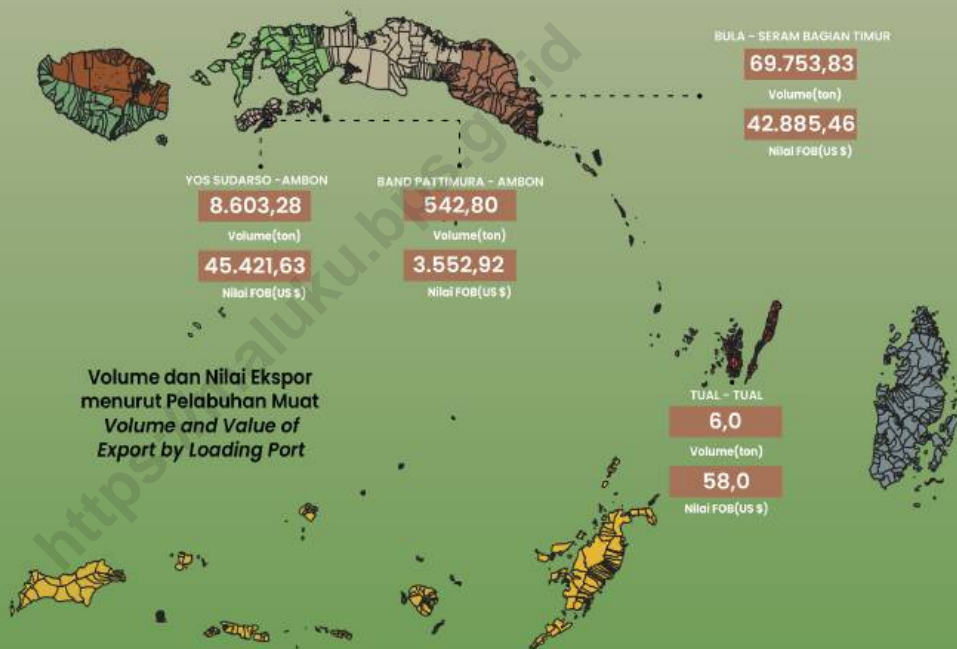 BULA - SERAM BAGIAN TIMUR
69.753,83
Volume(ton)
42.885,46
Nilai FOB(US $)
YOS SUDARSO -AMBON
8.603,28
Volume(ton)
45.421,63
Nilai FOB(US $)
BAND PATTIMURA - AMBON
542,80
Volume(ton)
3.552,92
Nilai FOB(US $)
Volume dan Nilai Ekspor
menurut Pelabuhan Muat
Volume and Value of
Export by Loading Port
TUAL - TUAL
6,0
Volume(ton)
58,0
Nilai FOB(US $)
https://maluku.bps.go.id